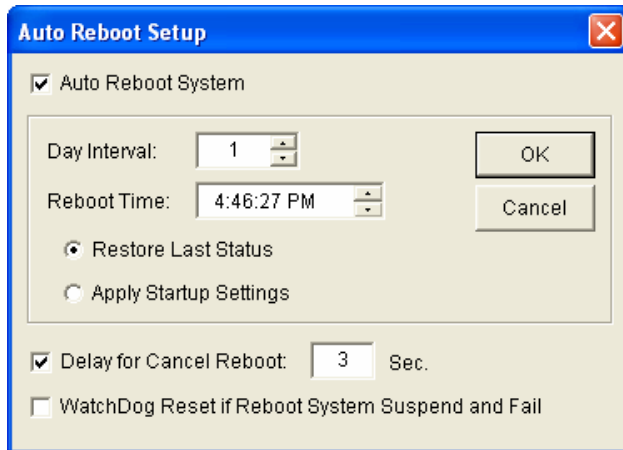 Auto Reboot Setup
Auto Reboot System
Day Interval: 1
OK
Reboot Time: 4:46:27 PM
Cancel
Restore Last Status
Apply Startup Settings
Delay for Cancel Reboot: 3 Sec.
WatchDog Reset if Reboot System Suspend and Fail